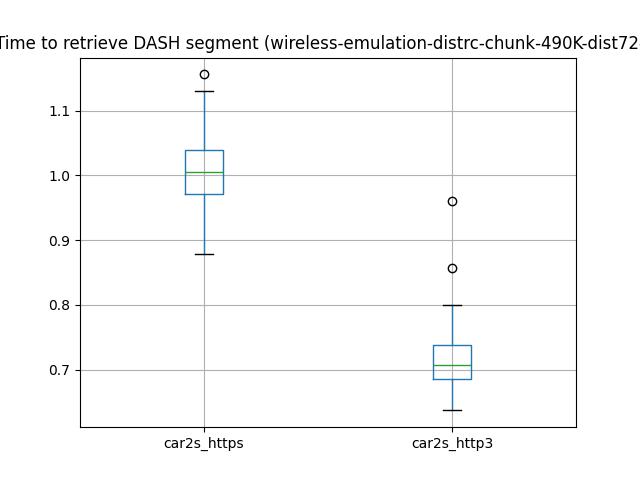 Time to retrieve DASH segment (wireless-emulation-distrc-chunk-490K-dist72
1.1
1.0
0.9
0.8
0.7
car2s_https
car2s_http3